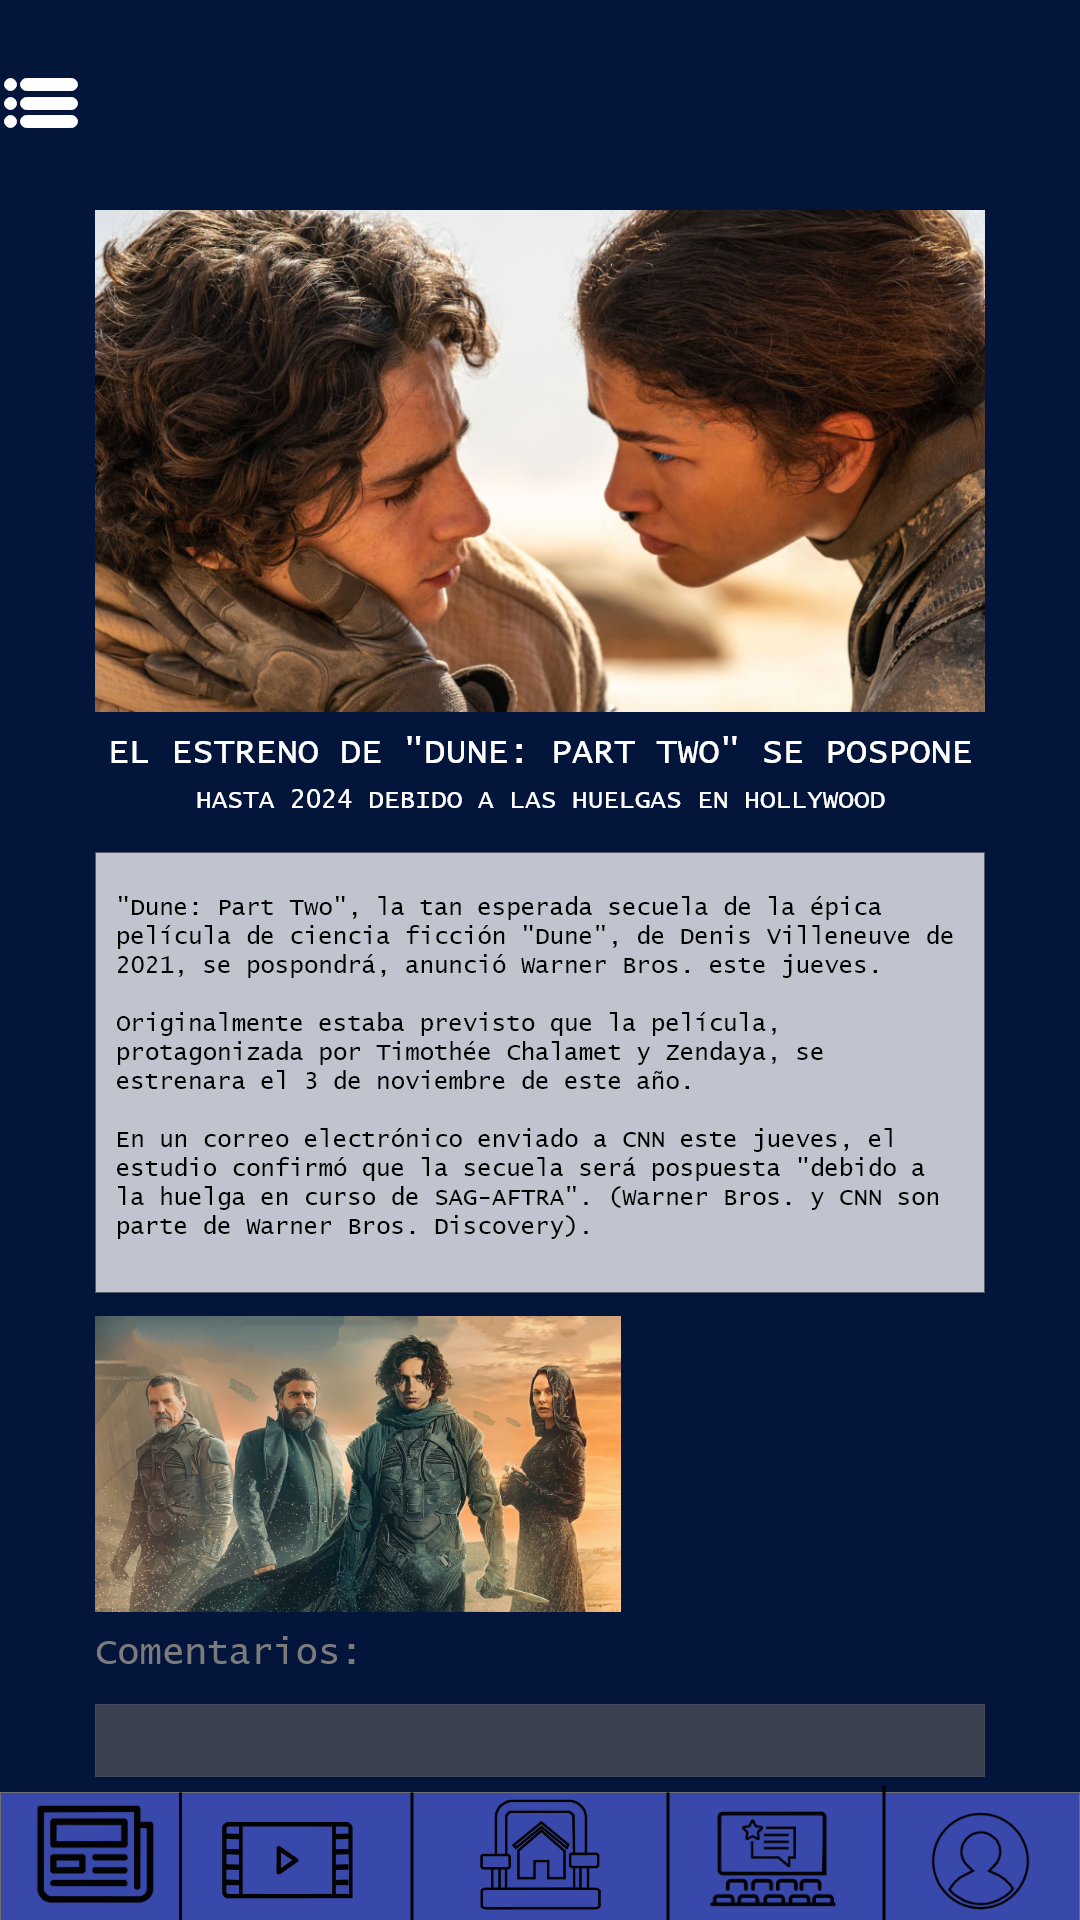 EL ESTRENO DE "DUNE: PART TWO" SE POSPONE
HASTA 2024 DEBIDO A LAS HUELGAS EN HOLLYWOOD
"Dune: Part Two", la tan esperada secuela de la épica
película de ciencia ficción "Dune", de Denis Villeneuve de
2021, se pospondrá, anunció Warner Bros. este jueves.
Originalmente estaba previsto que la película,
protagonizada por Timothée Chalamet y Zendaya, se
estrenara el 3 de noviembre de este año.
En un correo electrónico enviado a CNN este jueves, el
estudio confirmó que la secuela será pospuesta "debido a
la huelga en curso de SAG-AFTRA". (Warner Bros. y CNN son
parte de Warner Bros. Discovery).
Comentarios: